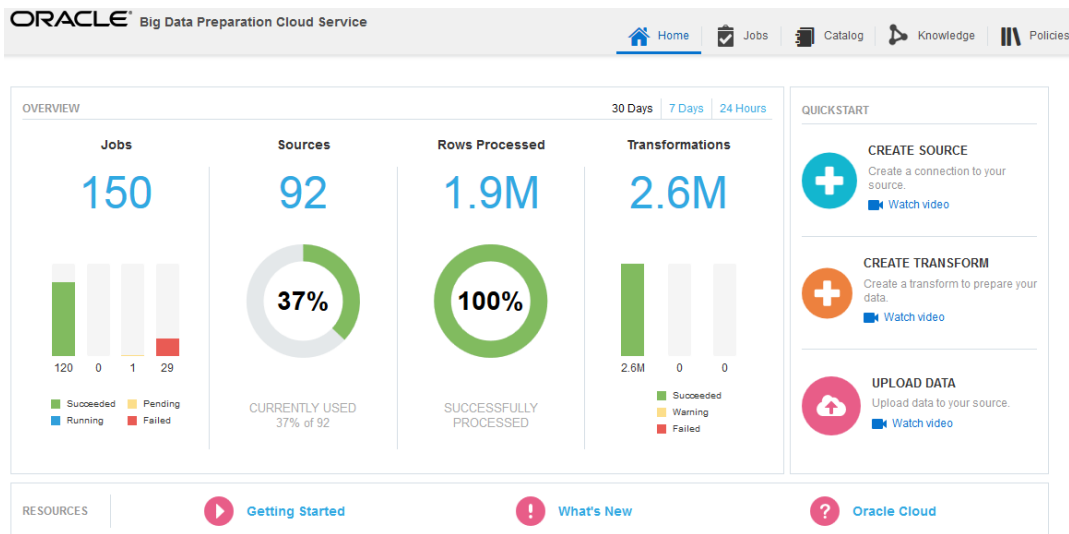 ORACLE® Big Data Preparation Cloud Service
Home
Jobs
Catalog
Knowledge
Policies
OVERVIEW
30 Days
7 Days
24 Hours
Jobs
150
120
0
1
29
Succeeded
Pending
Running
Failed
Sources
92
37%
CURRENTLY USED
37% of 92
Rows Processed
1.9M
100%
SUCCESSFULLY
PROCESSED
Transformations
2.6M
2.6M
0
0
Succeeded
Warning
Failed
QUICKSTART
CREATE SOURCE
Create a connection to your
source.
Watch video
CREATE TRANSFORM
Create a transform to prepare your
data.
Watch video
UPLOAD DATA
Upload data to your source.
Watch video
RESOURCES
Getting Started
What's New
Oracle Cloud